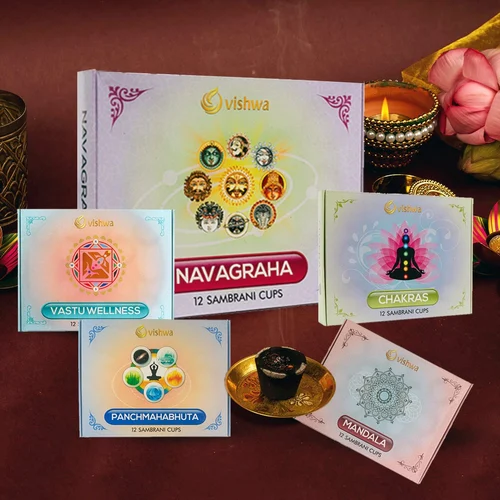 vishwa
NAVAGRA
NAVAGRAHA
12 SAMBRANI CUPS
vishwa
VASTU WELLNESS
12 SAMBRANI CUPS
vishwa
CHAKRAS
12 SAMBRANI CUPS
vishwa
PANCHMAHABHUTA
12 SAMBRANI CUPS
vishwa
MANDALA
12 SAMBRANI CUPS